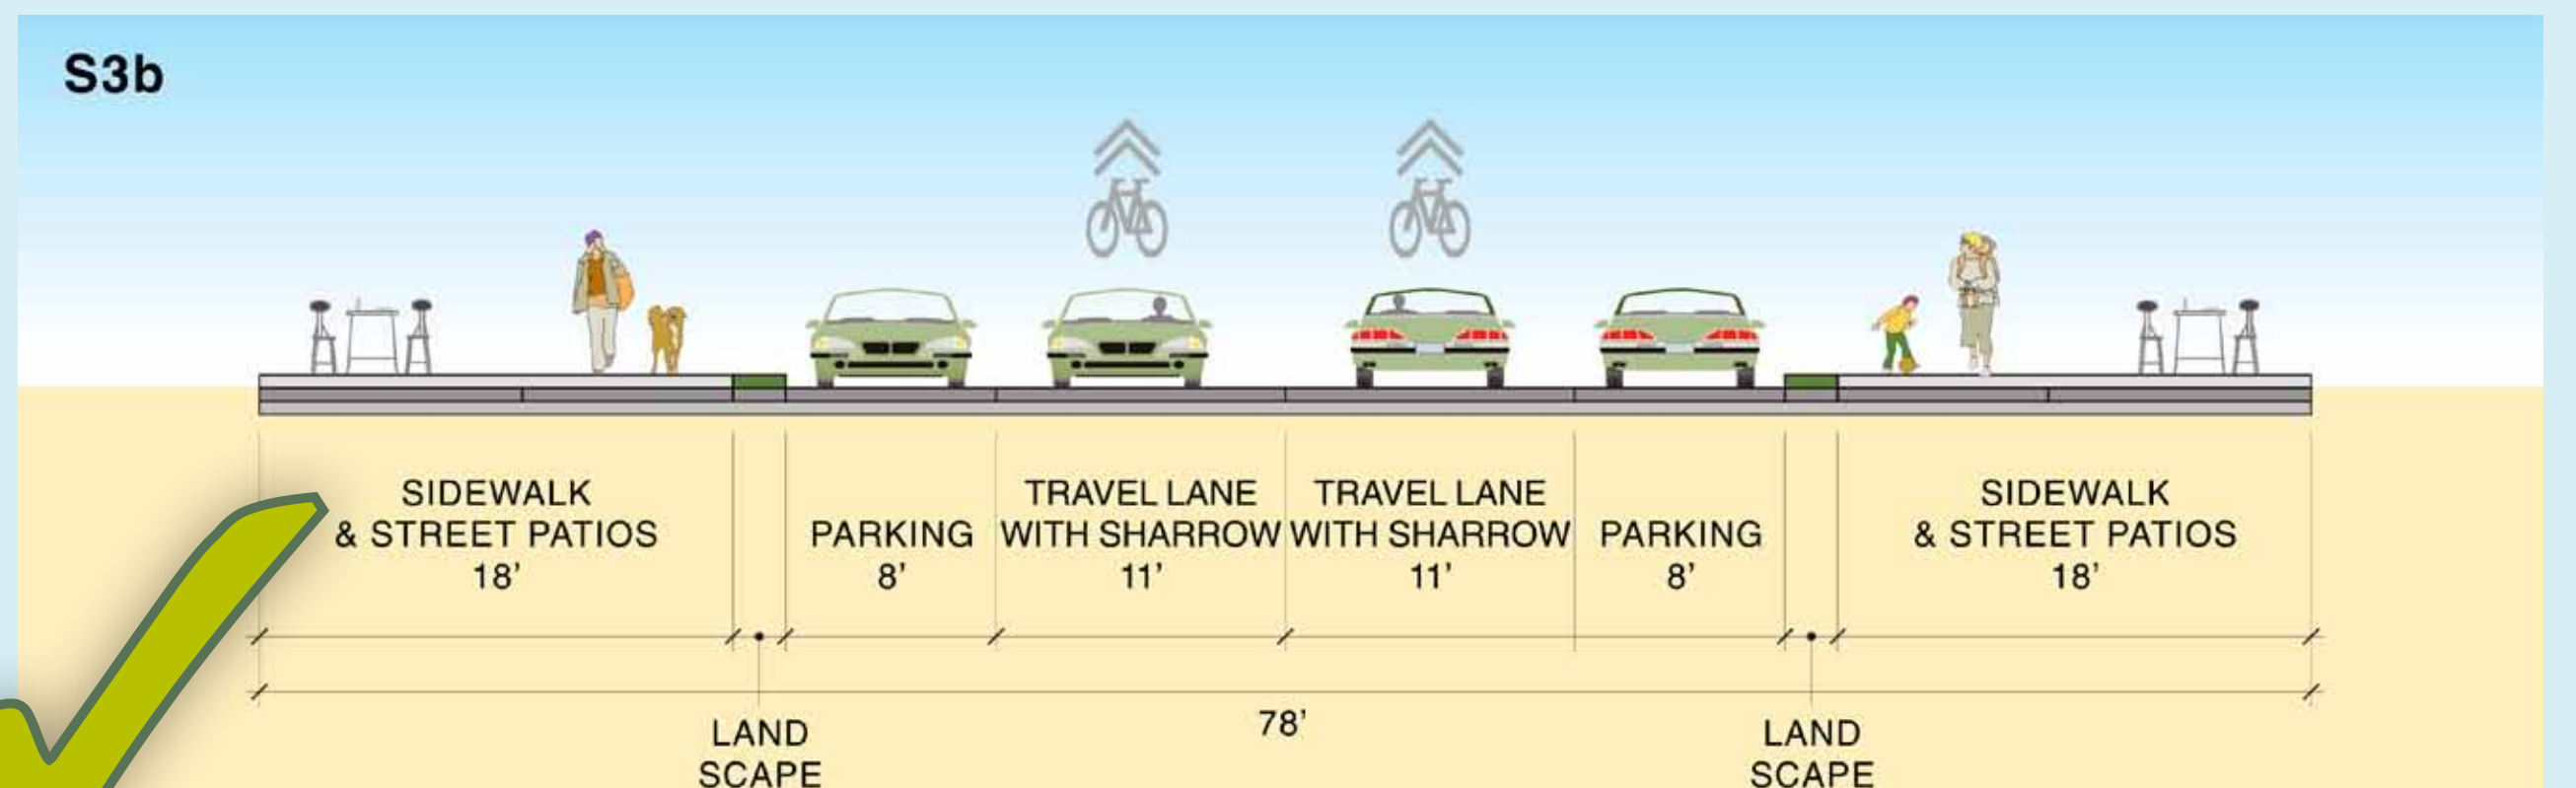 S3b
SIDEWALK
& STREET PATIOS
18'
PARKING
8'
TRAVEL LANE
WITH SHARROW
11'
TRAVEL LANE
WITH SHARROW
11'
PARKING
8'
SIDEWALK
& STREET PATIOS
18'
LAND
SCAPE
78'
LAND
SCAPE